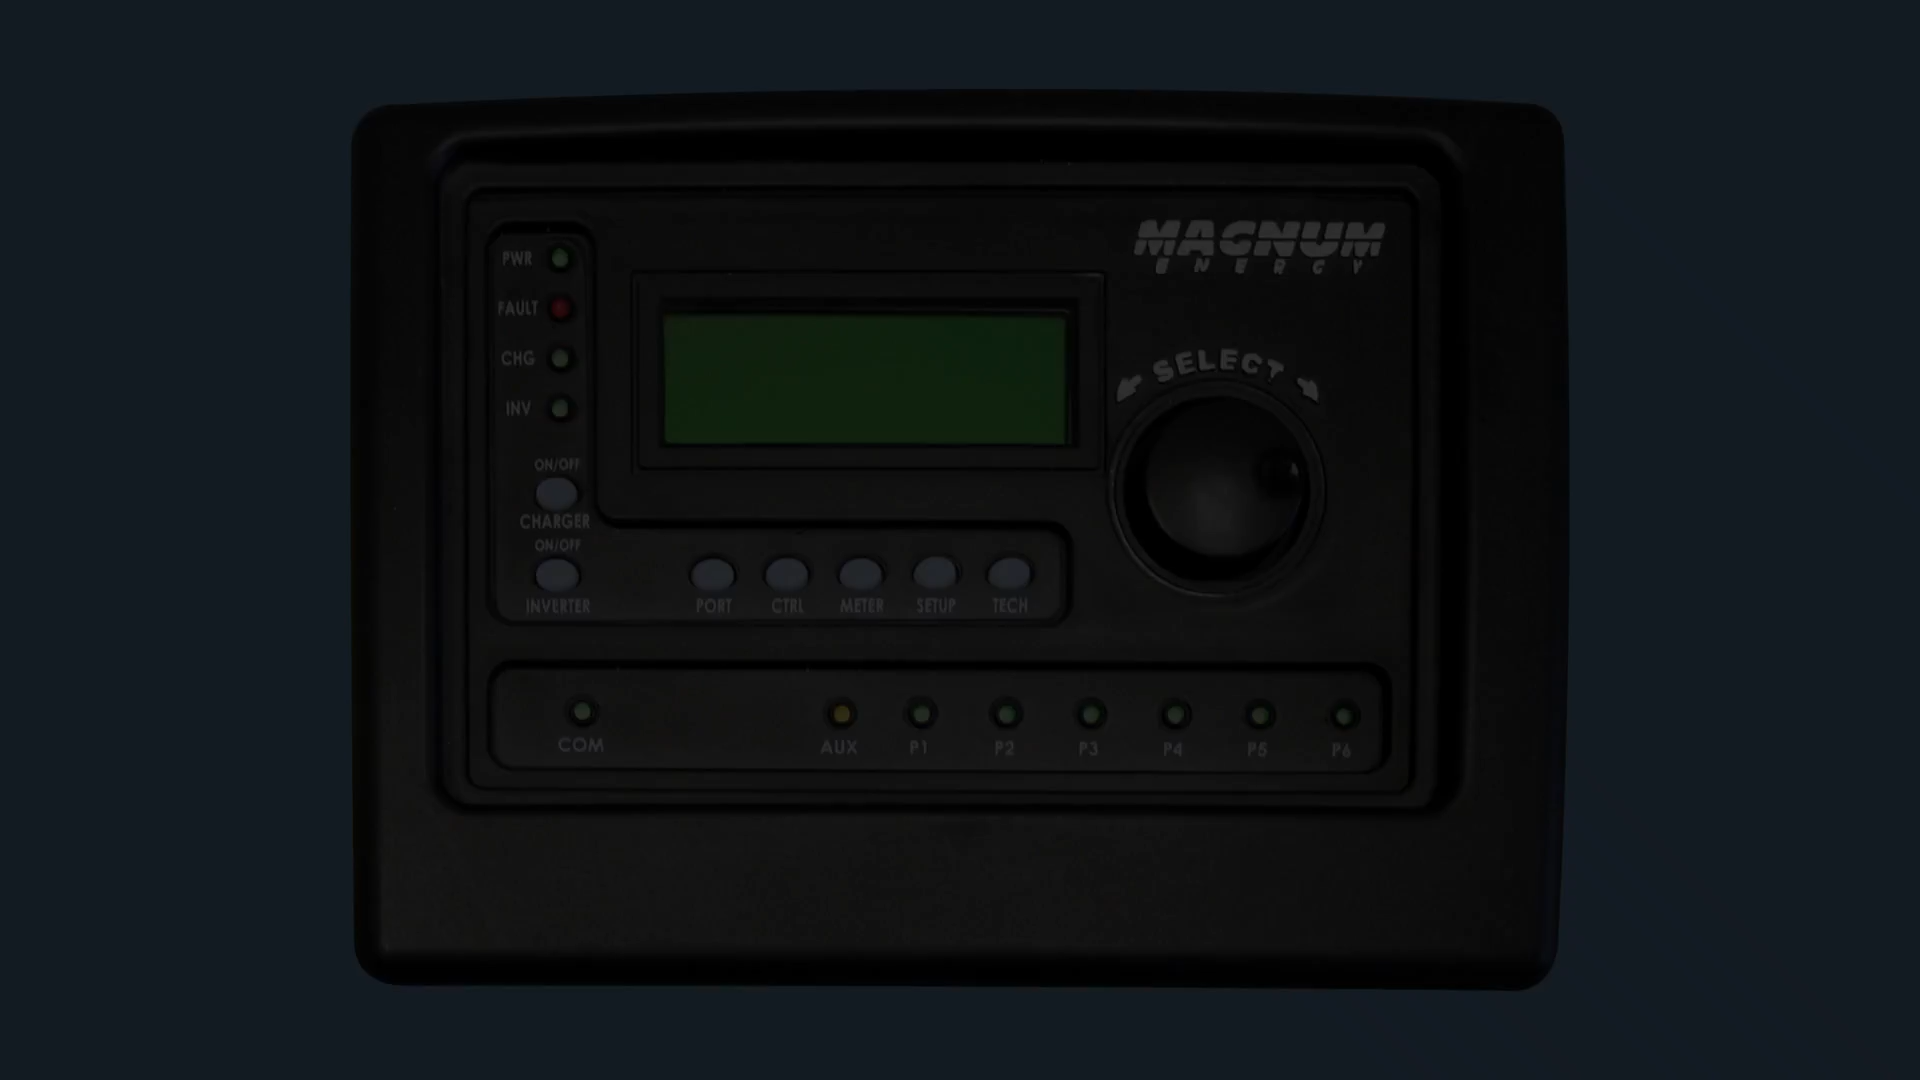 MAGNUM
ENERGY
PWR
FAULT
CHG
INV
SELECT
ON/OFF
CHARGER
ON/OFF
INVERTER
PORT CTRL METER SETUP TECH
COM AUX P1 P2 P3 P4 P5 P6